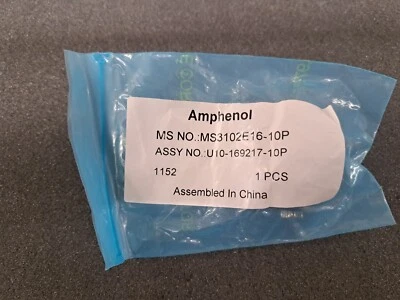 Amphenol
MS NO.:MS3102E16-10P
ASSY NO.:U10-169217-10P
1152 1 PCS
Assembled In China